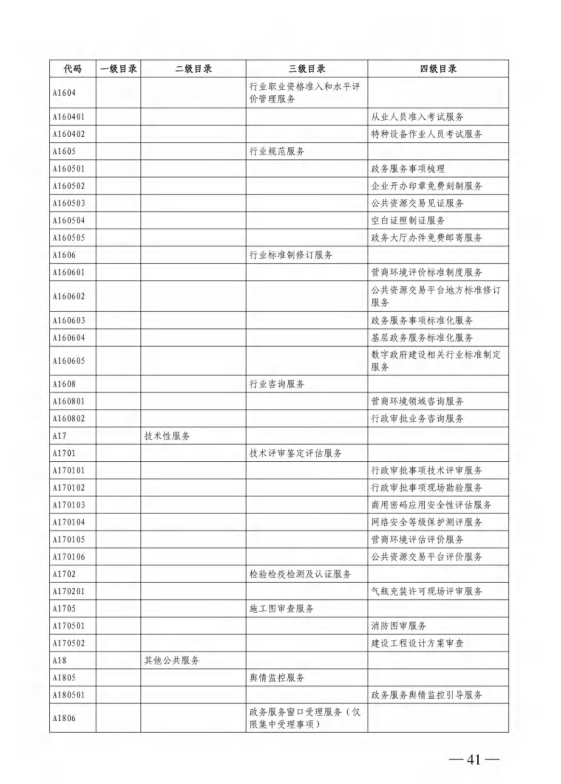 代码 一级目录 二级目录 三级目录 四级目录
A1604 行业职业资格准入和水平评
价管理服务
A160401 从业人员准入考试服务
A160402 特种设备作业人员考试服务
A1605 行业规范服务
A160501 政务服务事项梳理
A160502 企业开办印章免费刻制服务
A160503 公共资源交易见证服务
A160504 空白证照制证服务
A160505 政务大厅办件免费邮寄服务
A1606 行业标准制修订服务
A160601 营商环境评价标准制度服务
A160602 公共资源交易平台地方标准修订
服务
A160603 政务服务事项标准化服务
A160604 基层政务服务标准化服务
A160605 数字政府建设相关行业标准制定
服务
A1608 行业咨询服务
A160801 营商环境领域咨询服务
A160802 行政审批业务咨询服务
A17 技术性服务
A1701 技术评审鉴定评估服务
A170101 行政审批事项技术评审服务
A170102 行政审批事项现场勘验服务
A170103 商用密码应用安全性评估服务
A170104 网络安全等级保护测评服务
A170105 营商环境评估评价服务
A170106 公共资源交易平台评价服务
A1702 检验检疫检测及认证服务
A170201 气瓶充装许可现场评审服务
A1705 施工图审查服务
A170501 消防图审服务
A170502 建设工程设计方案审查
A18 其他公共服务
A1805 舆情监控服务
A180501 政务服务舆情监控引导服务
A1806 政务服务窗口受理服务（仅
限集中受理事项）
— 41 —